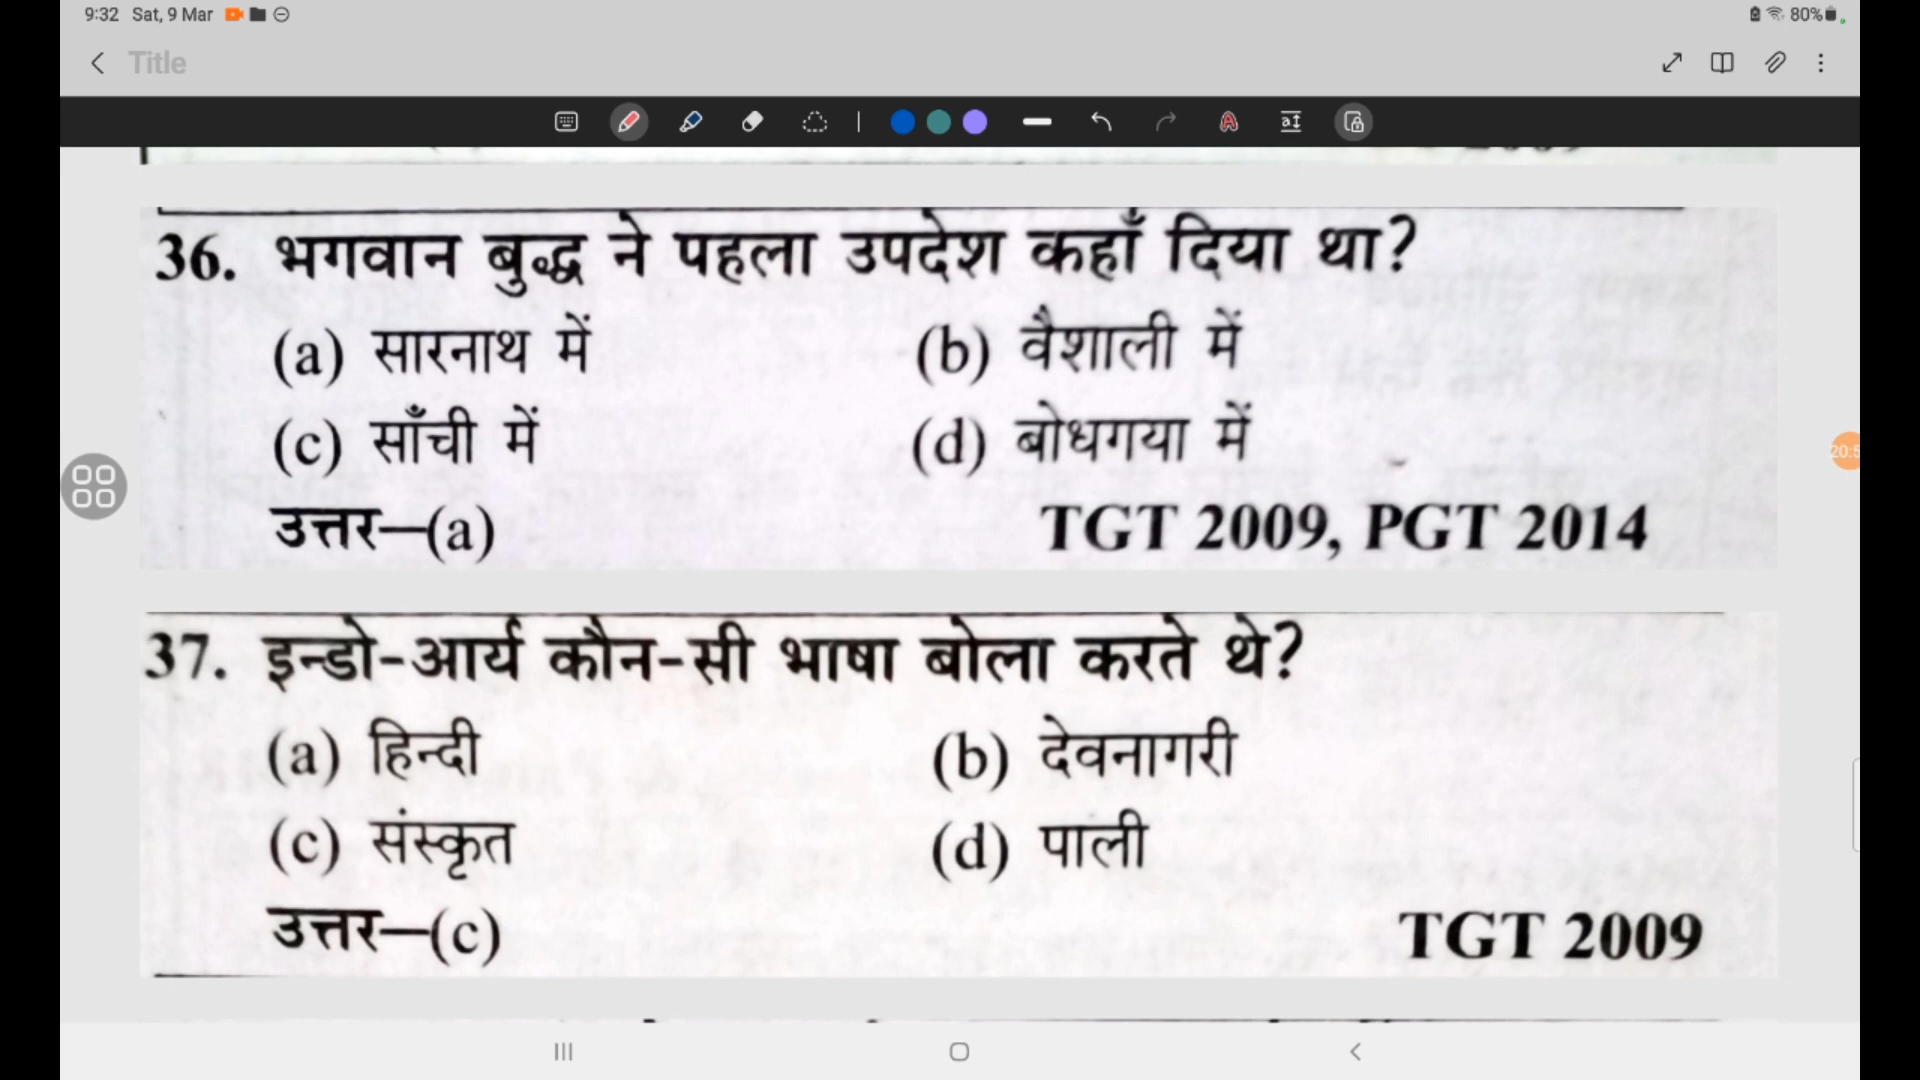 9:32 Sat, 9 Mar 80%
Title
36. भगवान बुद्ध ने पहला उपदेश कहाँ दिया था?
(a) सारनाथ में (b) वैशाली में
(c) साँची में (d) बोधगया में
उत्तर–(a) TGT 2009, PGT 2014
37. इन्डो-आर्य कौन-सी भाषा बोला करते थे?
(a) हिन्दी (b) देवनागरी
(c) संस्कृत (d) पाली
उत्तर–(c) TGT 2009